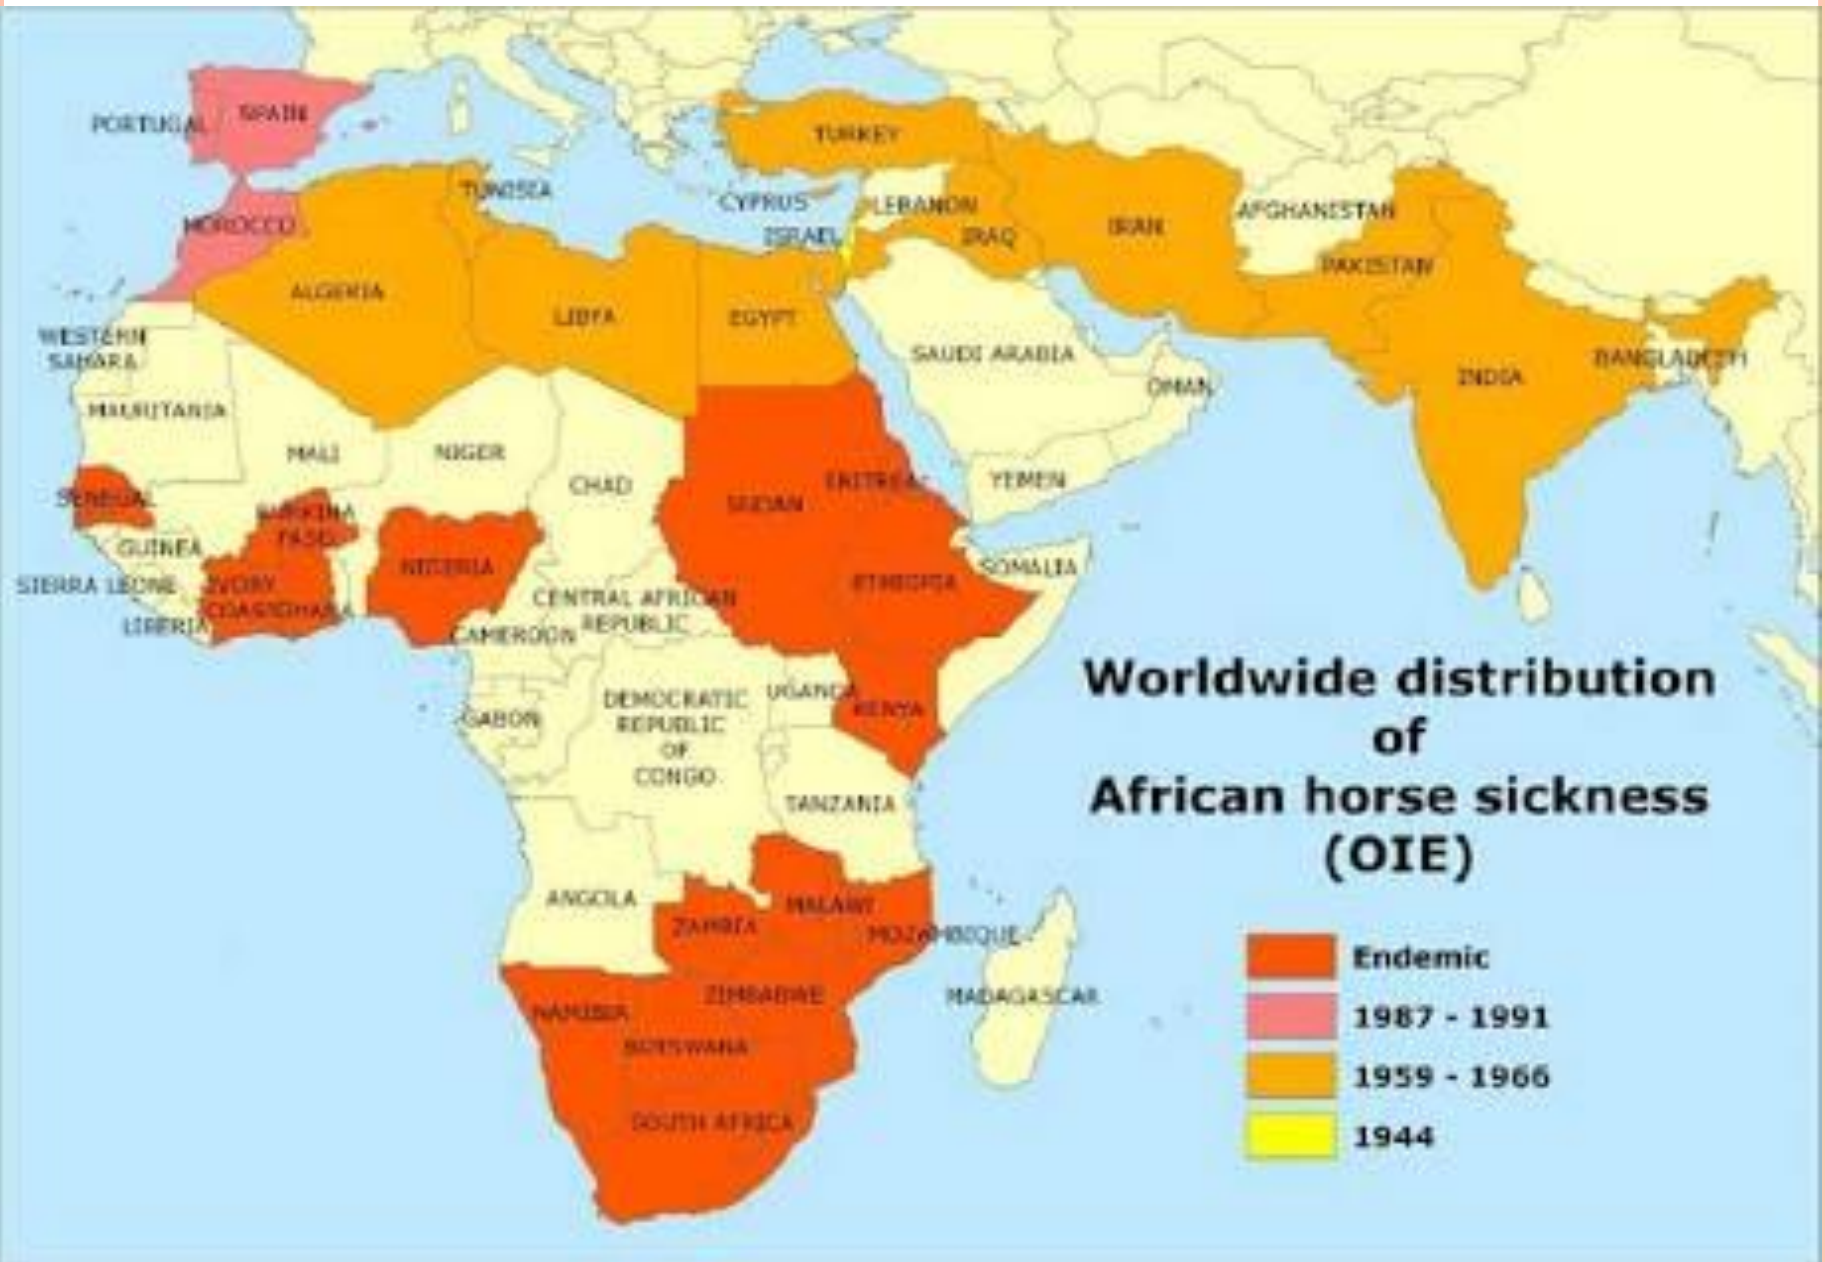 PORTUGAL
SPAIN
TURKEY
TUNISIA
CYPRUS
LEBANON
AFGHANISTAN
MOROCCO
ISRAEL
IRAQ
IRAN
PAKISTAN
ALGERIA
LIBYA
EGYPT
WESTERN
SAHARA
SAUDI ARABIA
BANGLADESH
INDIA
OMAN
MAURITANIA
MALI
NIGER
CHAD
ERITREA
YEMEN
SENEGAL
SUDAN
BURKINA
FASO
GUINEA
NIGERIA
SOMALIA
SIERRA LEONE
IVORY
COAST
GHANA
ETHIOPIA
CENTRAL AFRICAN
REPUBLIC
LIBERIA
CAMEROON
UGANDA
DEMOCRATIC
REPUBLIC
OF
CONGO
GABON
KENYA
TANZANIA
ANGOLA
MALAWI
ZAMBIA
MOZAMBIQUE
ZIMBABWE
MADAGASCAR
NAMIBIA
BOTSWANA
SOUTH AFRICA
Worldwide distribution
of
African horse sickness
(OIE)
Endemic
1987 - 1991
1959 - 1966
1944